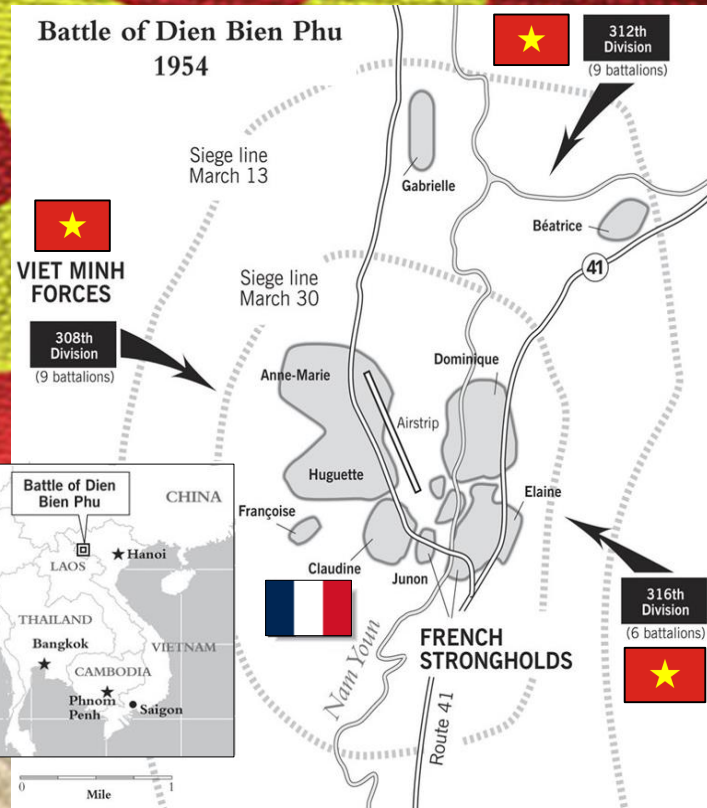 Battle of Dien Bien Phu
1954
312th
Division
(9 battalions)
Siege line
March 13
Gabrielle
Béatrice
41
VIET MINH
FORCES
Siege line
March 30
308th
Division
(9 battalions)
Anne-Marie
Dominique
Airstrip
Huguette
Elaine
Françoise
Claudine
Junon
316th
Division
(6 battalions)
FRENCH
STRONGHOLDS
Nam Youn
Route 41
Battle of Dien
Bien Phu
CHINA
Hanoi
LAOS
THAILAND
Bangkok
VIETNAM
CAMBODIA
Phnom
Penh
Saigon
0
1
Mile